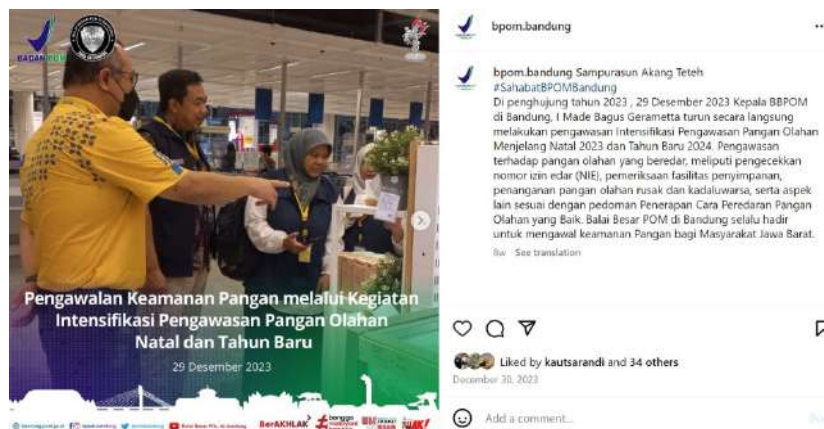 BADAN POM
Pengawalan Keamanan Pangan melalui Kegiatan
Intensifikasi Pengawasan Pangan Olahan
Natal dan Tahun Baru
29 Desember 2023
BerAKHLAK
bangga
bpom.bandung
bpom.bandung Sampurasun Akang Teteh
#SahabatBPOMBandung
Di penghujung tahun 2023 , 29 Desember 2023 Kepala BBPOM
di Bandung, I Made Bagus Gerametta turun secara langsung
melakukan pengawasan Intensifikasi Pengawasan Pangan Olahan
Menjelang Natal 2023 dan Tahun Baru 2024. Pengawasan
terhadap pangan olahan yang beredar, meliputi pengecekkan
nomor izin edar (NIE), pemeriksaan fasilitas penyimpanan,
penanganan pangan olahan rusak dan kadaluwarsa, serta aspek
lain sesuai dengan pedoman Penerapan Cara Peredaran Pangan
Olahan yang Baik. Balai Besar POM di Bandung selalu hadir
untuk mengawal keamanan Pangan bagi Masyarakat Jawa Barat.
8w See translation
Liked by kautsarandi and 34 others
December 30, 2023
Add a comment...